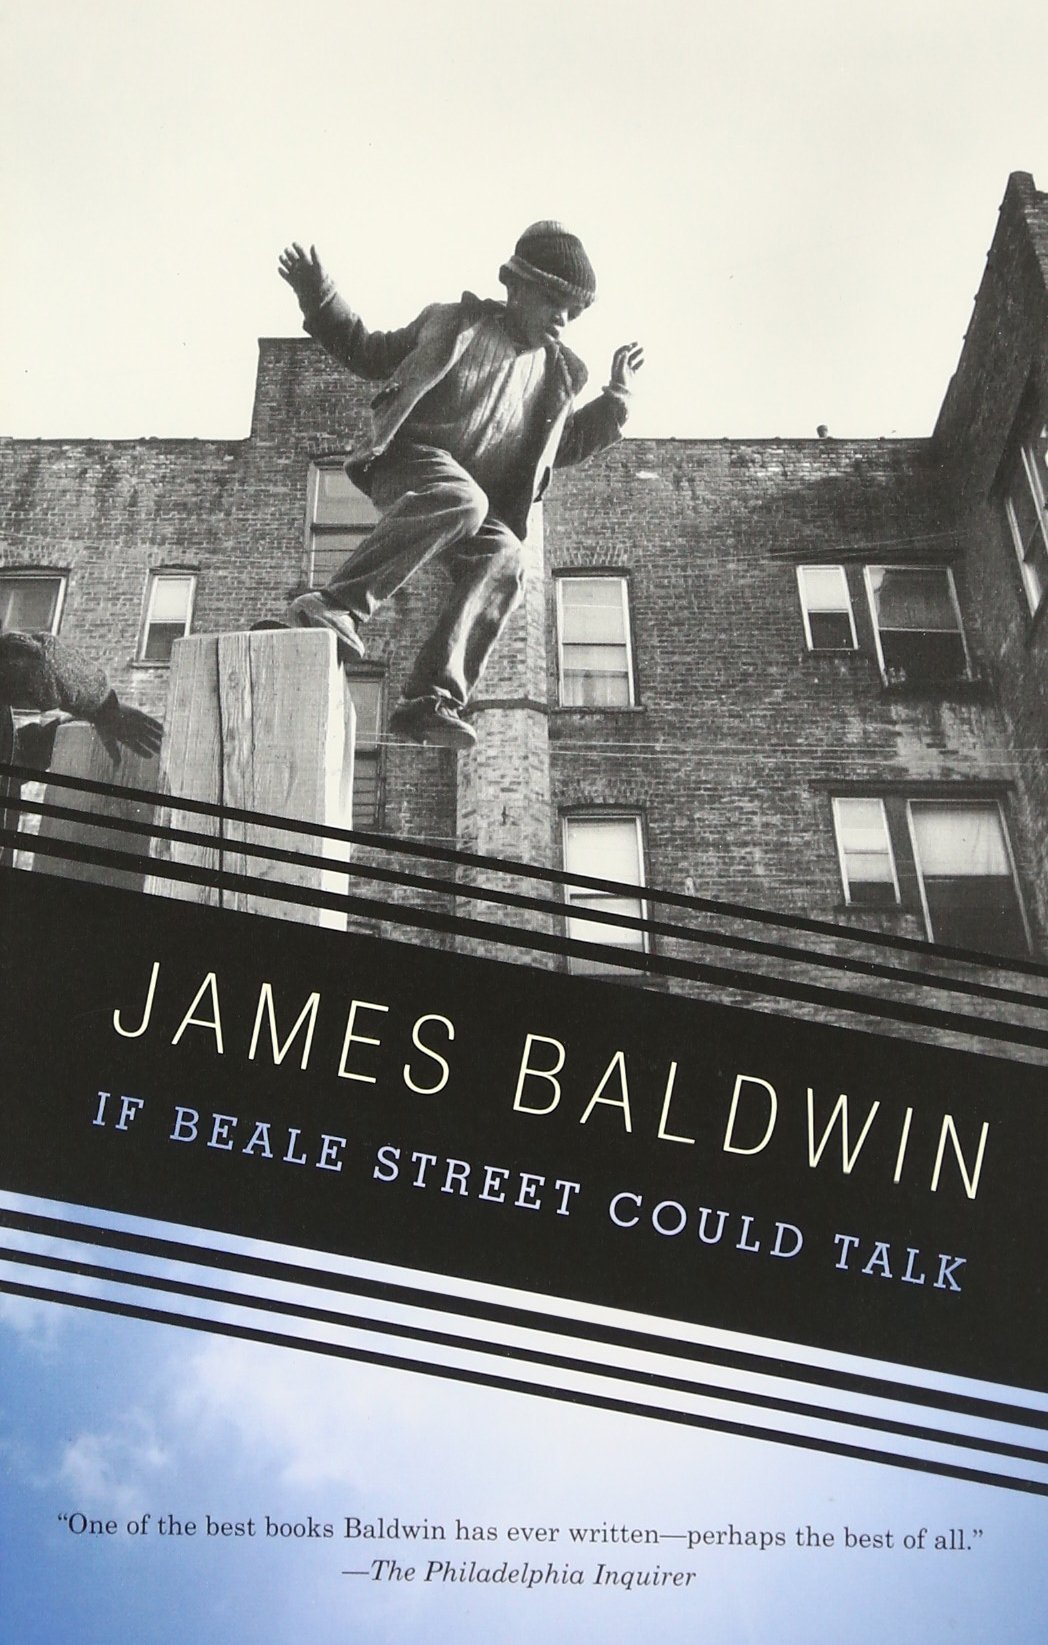 JAMES BALDWIN
IF BEALE STREET COULD TALK
“One of the best books Baldwin has ever written—perhaps the best of all.”
—The Philadelphia Inquirer